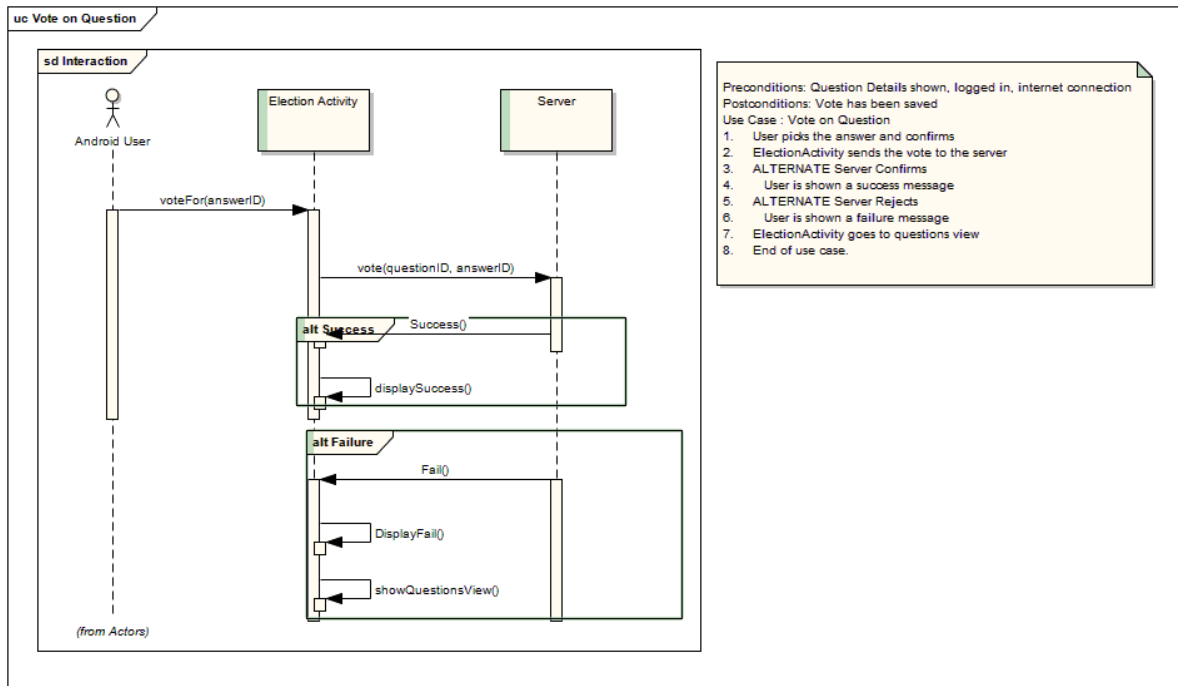 uc Vote on Question
sd Interaction
Android User
Election Activity
Server
voteFor(answerID)
vote(questionID, answerID)
alt Success
Success()
displaySuccess()
alt Failure
Fail()
DisplayFail()
showQuestionsView()
(from Actors)
Preconditions: Question Details shown, logged in, internet connection
Postconditions: Vote has been saved
Use Case : Vote on Question
1. User picks the answer and confirms
2. ElectionActivity sends the vote to the server
3. ALTERNATE Server Confirms
4. User is shown a success message
5. ALTERNATE Server Rejects
6. User is shown a failure message
7. ElectionActivity goes to questions view
8. End of use case.